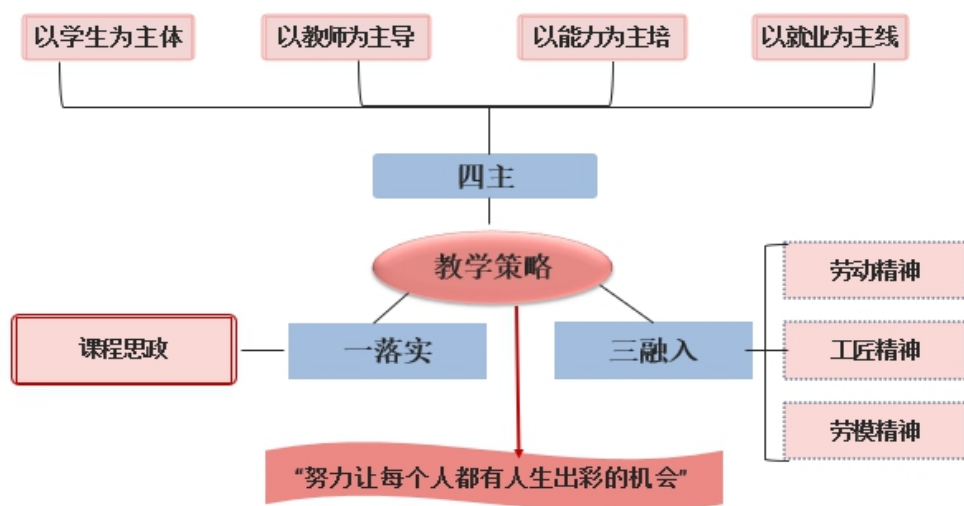 以学生为主体
以教师为主导
以能力为主培
以就业为主线
四主
教学策略
劳动精神
课程思政
一落实
三融入
工匠精神
劳模精神
“努力让每个人都有人生出彩的机会”